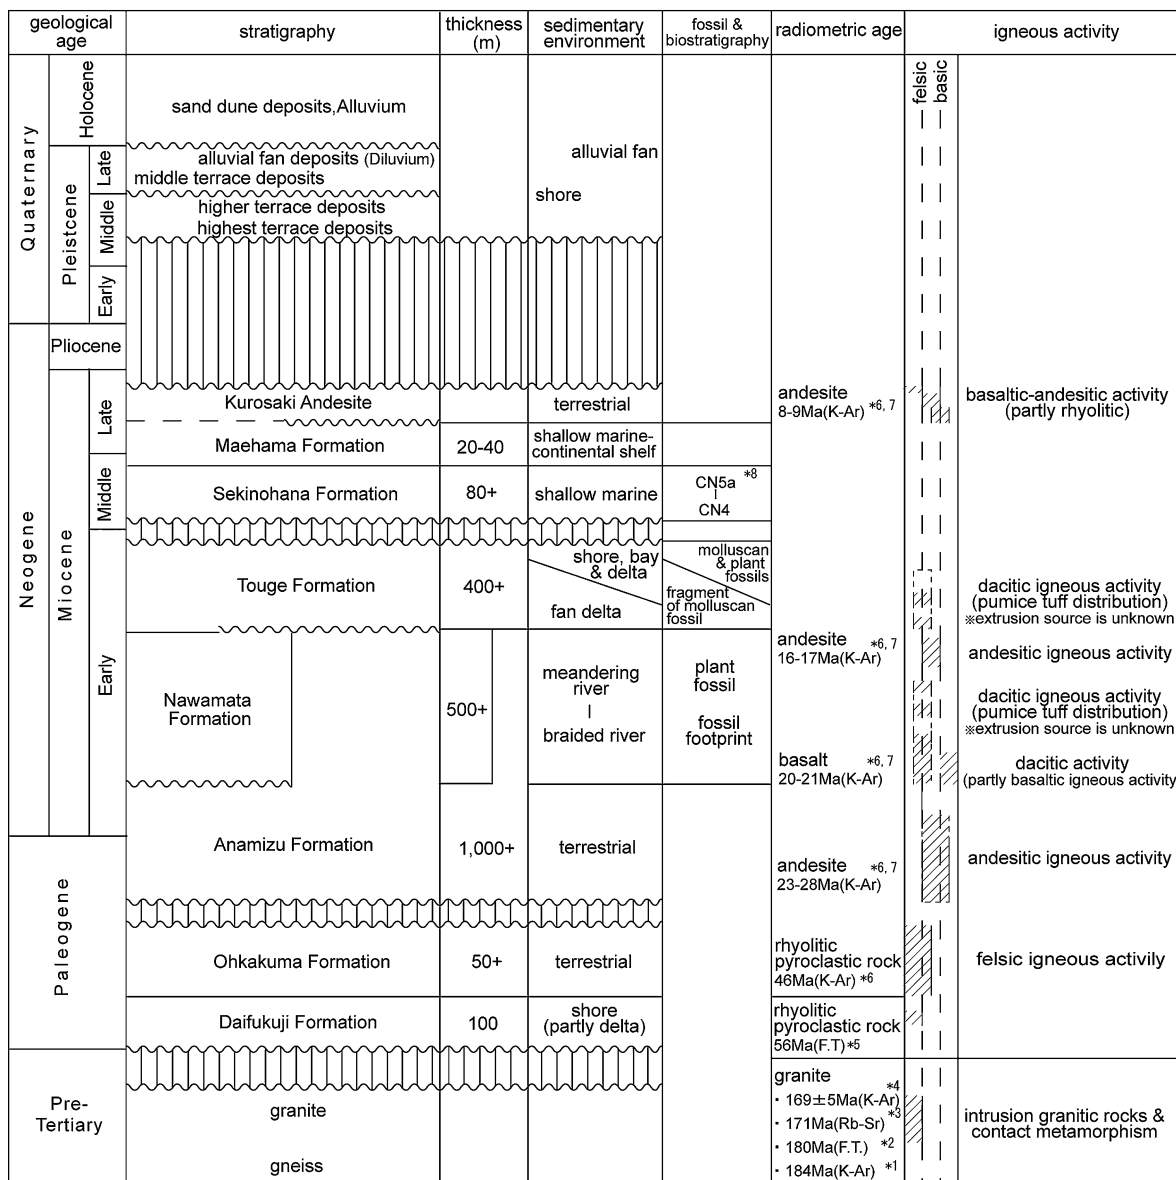 geological
age
stratigraphy
thickness
(m)
sedimentary
environment
fossil &
biostratigraphy
radiometric age
igneous activity
felsic
basic
Quaternary
Holocene
sand dune deposits,Alluvium
Pleistcene
Late
alluvial fan deposits (Diluvium)
middle terrace deposits
alluvial fan
shore
Middle
higher terrace deposits
highest terrace deposits
Early
Neogene
Pliocene
Miocene
Late
Kurosaki Andesite
terrestrial
andesite
8-9Ma(K-Ar) *6, 7
basaltic-andesitic activity
(partly rhyolitic)
Maehama Formation
20-40
shallow marine-
continental shelf
Middle
Sekinohana Formation
80+
shallow marine
CN5a *8
I
CN4
Early
Touge Formation
400+
shore, bay
& delta
fan delta
molluscan
& plant
fossils
fragment
of molluscan
fossil
dacitic igneous activity
(pumice tuff distribution)
※extrusion source is unknown
andesite
16-17Ma(K-Ar) *6, 7
andesitic igneous activity
Nawamata
Formation
500+
meandering
river
I
braided river
plant
fossil
fossil
footprint
dacitic igneous activity
(pumice tuff distribution)
※extrusion source is unknown
basalt *6, 7
20-21Ma(K-Ar)
dacitic activity
(partly basaltic igneous activity)
Anamizu Formation
1,000+
terrestrial
andesite *6, 7
23-28Ma(K-Ar)
andesitic igneous activity
Paleogene
Ohkakuma Formation
50+
terrestrial
rhyolitic
pyroclastic rock
46Ma(K-Ar) *6
felsic igneous activily
Daifukuji Formation
100
shore
(partly delta)
rhyolitic
pyroclastic rock
56Ma(F.T) *5
Pre-
Tertiary
granite
gneiss
granite
・169±5Ma(K-Ar) *4
・171Ma(Rb-Sr) *3
・180Ma(F.T.) *2
・184Ma(K-Ar) *1
intrusion granitic rocks &
contact metamorphism